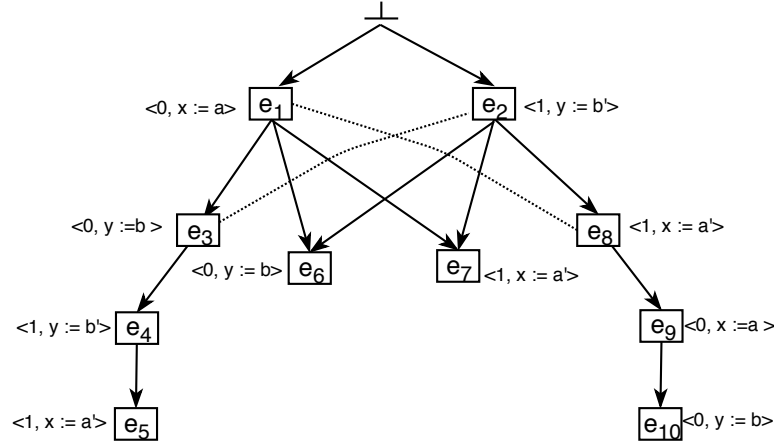 ⊥
<0, x := a> e1 e2 <1, y := b'>
<0, y :=b > e3 e8 <1, x := a'>
<0, y := b> e6 e7 <1, x := a'>
<1, y := b'> e4 e9 <0, x :=a >
<1, x := a'> e5 e10 <0, y := b>